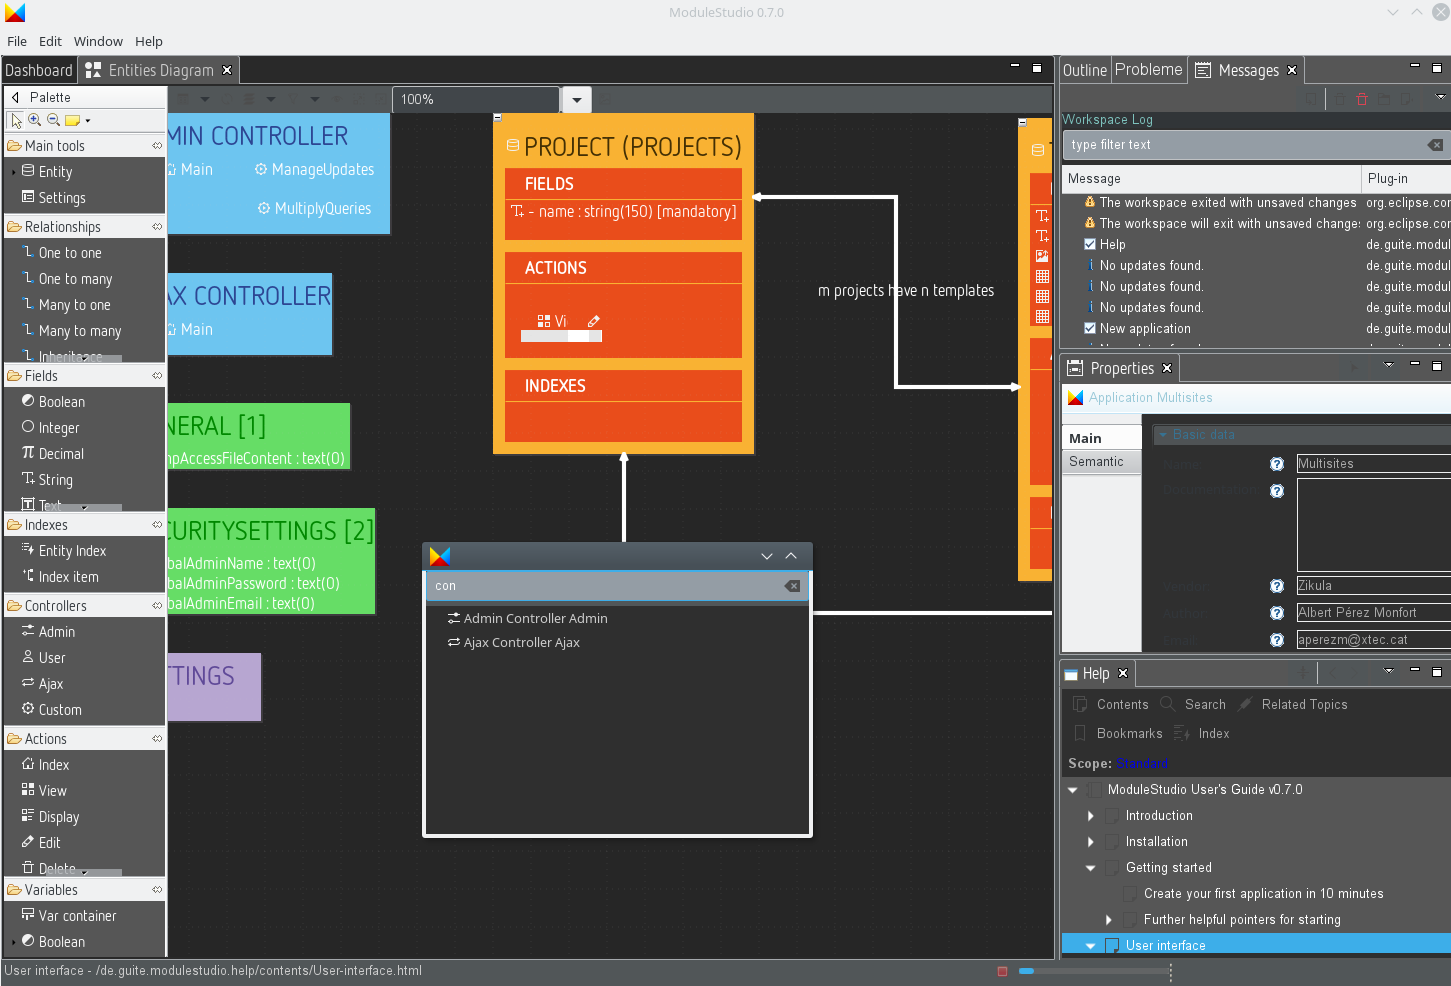 ModuleStudio 0.7.0
File Edit Window Help
Dashboard
Entities Diagram
Palette
Main tools
Entity
Settings
Relationships
One to one
One to many
Many to one
Many to many
Inheritance
Fields
Boolean
Integer
Decimal
String
Text
Indexes
Entity Index
Index item
Controllers
Admin
User
Ajax
Custom
Actions
Index
View
Display
Edit
Delete
Variables
Var container
Boolean
100%
MIN CONTROLLER
Main
ManageUpdates
MultiplyQueries
AX CONTROLLER
Main
NERAL [1]
mpAccessFileContent : text(0)
CURITYSETTINGS [2]
balAdminName : text(0)
balAdminPassword : text(0)
balAdminEmail : text(0)
TTINGS
PROJECT (PROJECTS)
FIELDS
- name : string(150) [mandatory]
ACTIONS
Vi
INDEXES
m projects have n templates
con
Admin Controller Admin
Ajax Controller Ajax
Outline
Probleme
Messages
Workspace Log
type filter text
Message Plug-in
The workspace exited with unsaved changes org.eclipse.cor
The workspace will exit with unsaved change: org.eclipse.cor
Help de.guite.modul
No updates found. de.guite.modul
No updates found. de.guite.modul
No updates found. de.guite.modul
New application de.guite.modul
Properties
Application Multisites
Main
Semantic
Basic data
Name Multisites
Documentation
Vendor Zikula
Author Albert Pérez Monfort
Email aperezm@xtec.cat
Help
Contents Search Related Topics
Bookmarks Index
Scope: Standard
ModuleStudio User's Guide v0.7.0
Introduction
Installation
Getting started
Create your first application in 10 minutes
Further helpful pointers for starting
User interface
User interface - /de.guite.modulestudio.help/contents/User-interface.html